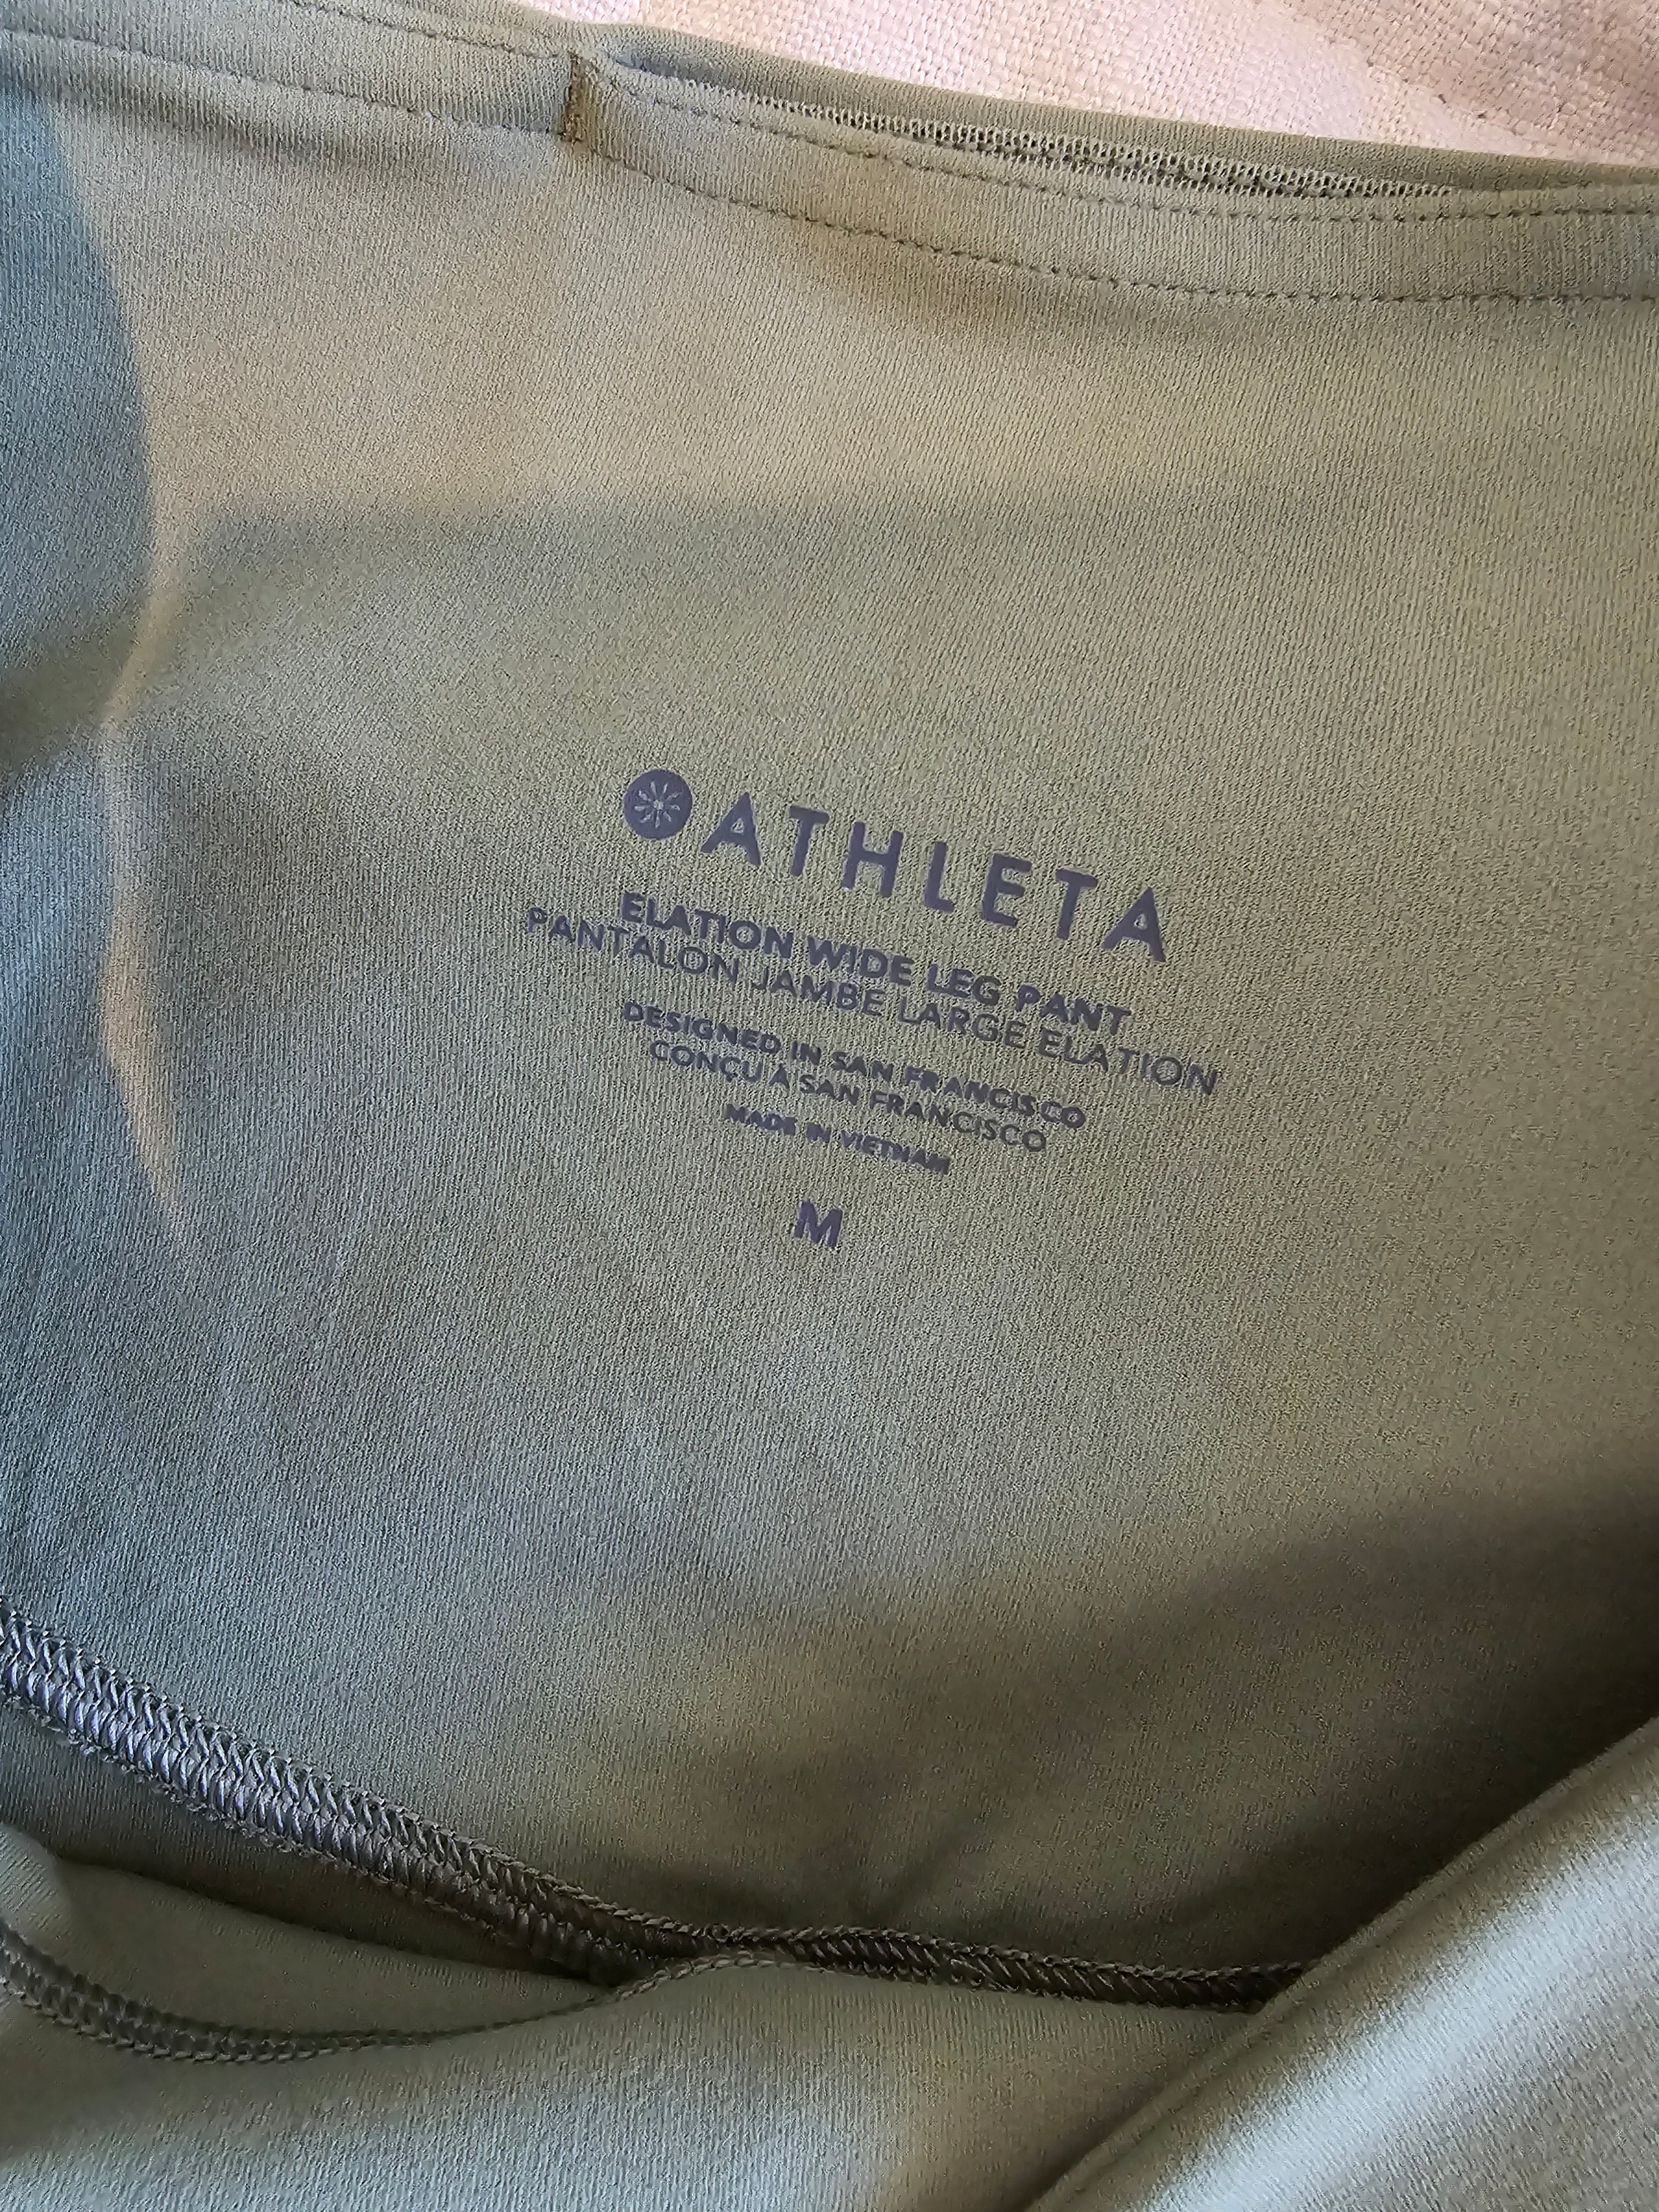 ATHLETA
ELATION WIDE LEG PANT
PANTALON JAMBE LARGE ELATION
DESIGNED IN SAN FRANCISCO
CONÇU À SAN FRANCISCO
MADE IN VIETNAM
M